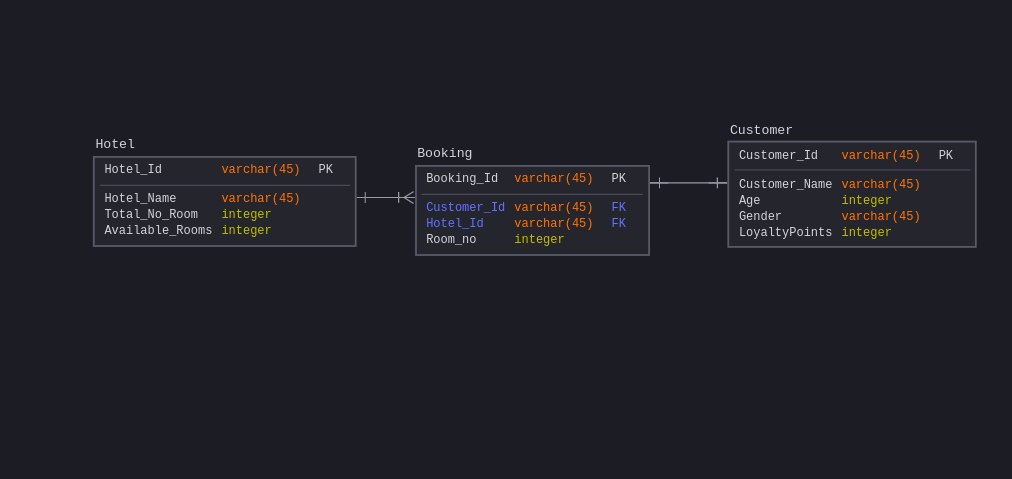 Hotel
Hotel_Id varchar(45) PK
Hotel_Name varchar(45)
Total_No_Room integer
Available_Rooms integer
Booking
Booking_Id varchar(45) PK
Customer_Id varchar(45) FK
Hotel_Id varchar(45) FK
Room_no integer
Customer
Customer_Id varchar(45) PK
Customer_Name varchar(45)
Age integer
Gender varchar(45)
LoyaltyPoints integer